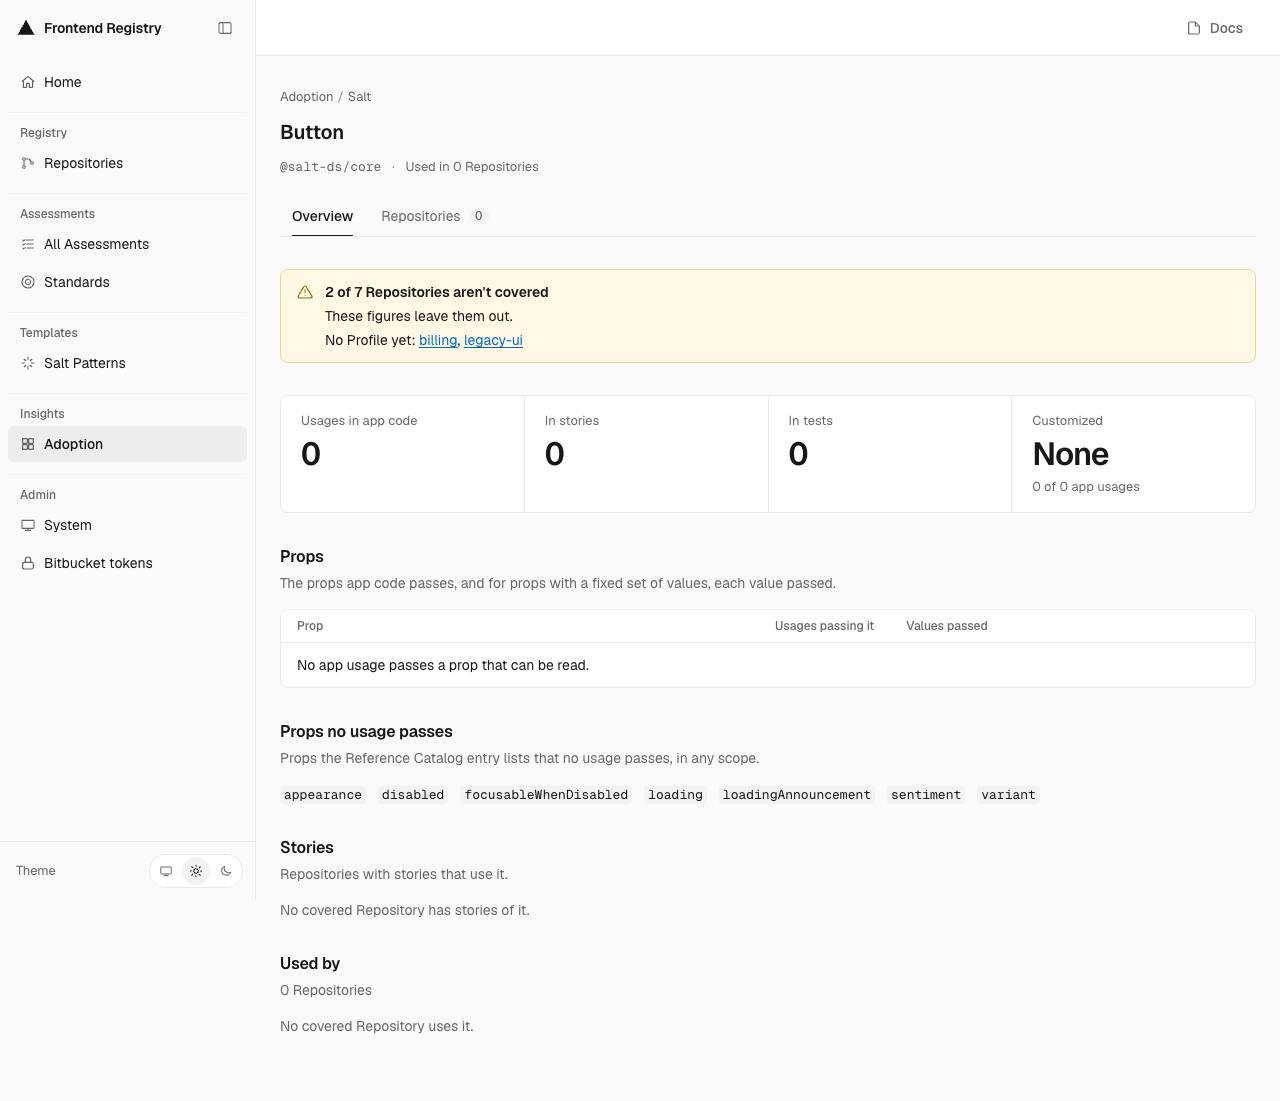 Frontend Registry
Docs
Home
Registry
Repositories
Assessments
All Assessments
Standards
Templates
Salt Patterns
Insights
Adoption
Admin
System
Bitbucket tokens
Theme
Adoption / Salt
Button
@salt-ds/core · Used in 0 Repositories
Overview Repositories 0
2 of 7 Repositories aren't covered
These figures leave them out.
No Profile yet: billing, legacy-ui
Usages in app code
0
In stories
0
In tests
0
Customized
None
0 of 0 app usages
Props
The props app code passes, and for props with a fixed set of values, each value passed.
Prop Usages passing it Values passed
No app usage passes a prop that can be read.
Props no usage passes
Props the Reference Catalog entry lists that no usage passes, in any scope.
appearance disabled focusableWhenDisabled loading loadingAnnouncement sentiment variant
Stories
Repositories with stories that use it.
No covered Repository has stories of it.
Used by
0 Repositories
No covered Repository uses it.